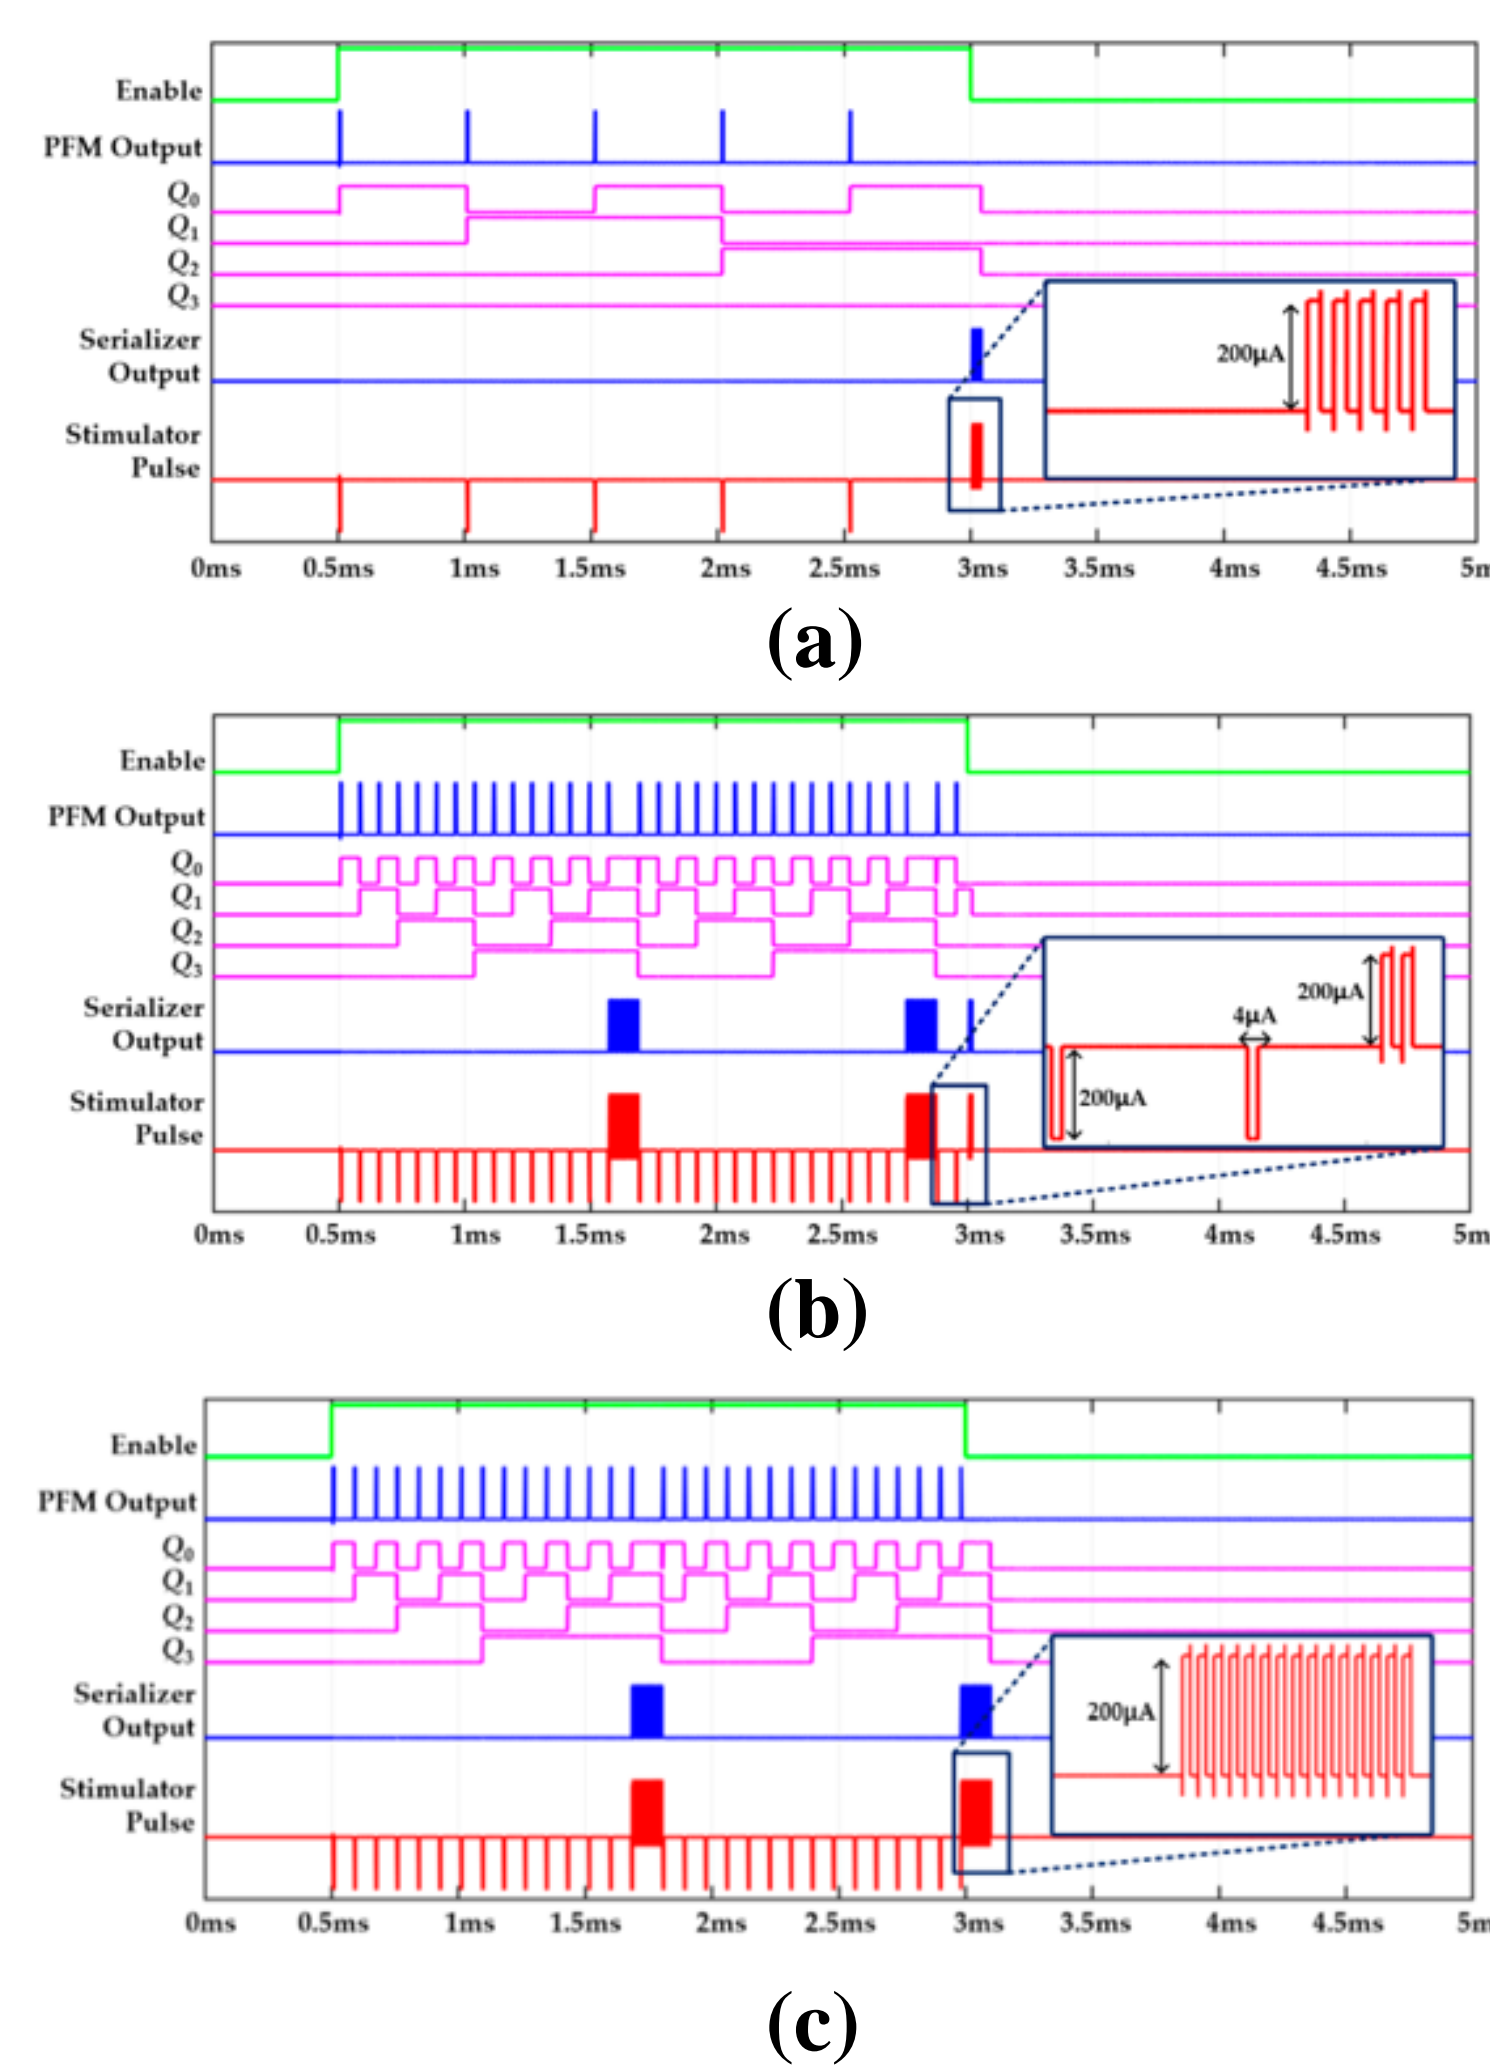 Enable
PFM Output
Q0
Q1
Q2
Q3
Serializer
Output
200μA
Stimulator
Pulse
0ms 0.5ms 1ms 1.5ms 2ms 2.5ms 3ms 3.5ms 4ms 4.5ms 5m
(a)
Enable
PFM Output
Q0
Q1
Q2
Q3
Serializer
Output
200μA
4μA
200μA
Stimulator
Pulse
0ms 0.5ms 1ms 1.5ms 2ms 2.5ms 3ms 3.5ms 4ms 4.5ms 5m
(b)
Enable
PFM Output
Q0
Q1
Q2
Q3
Serializer
Output
200μA
Stimulator
Pulse
0ms 0.5ms 1ms 1.5ms 2ms 2.5ms 3ms 3.5ms 4ms 4.5ms 5m
(c)